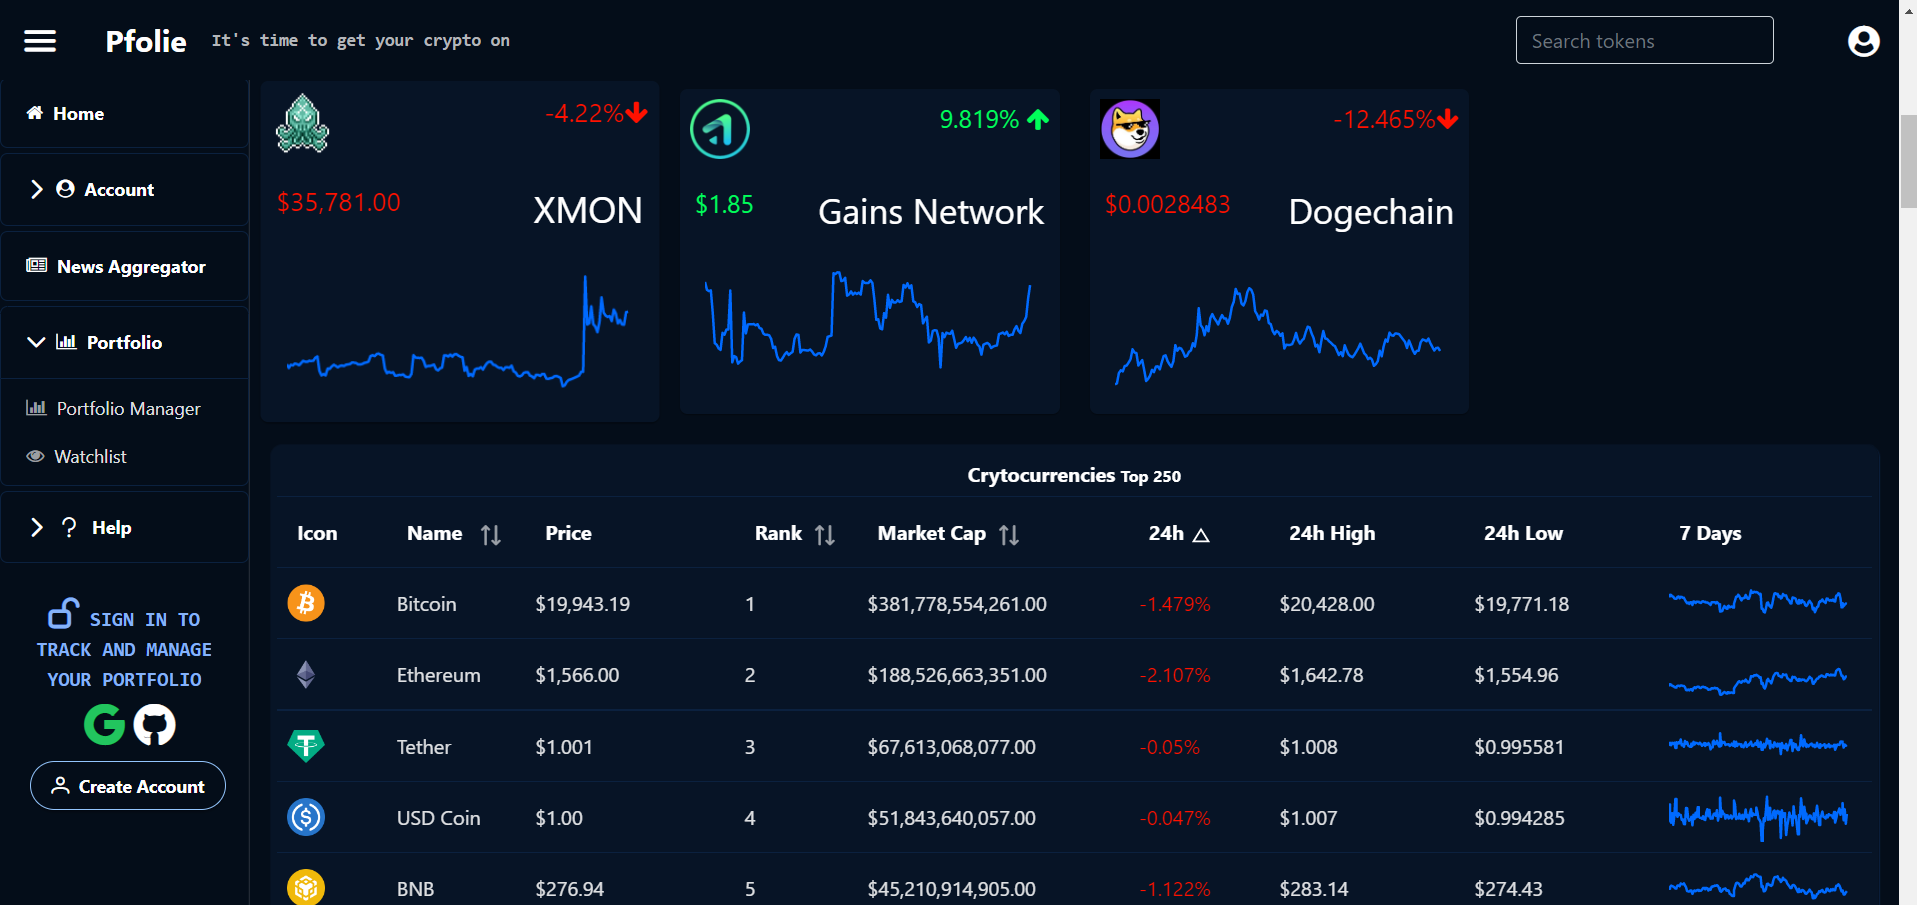 Pfolie It's time to get your crypto on Search tokens
Home
Account
News Aggregator
Portfolio
Portfolio Manager
Watchlist
Help
SIGN IN TO
TRACK AND MANAGE
YOUR PORTFOLIO
Create Account
-4.22%
$35,781.00 XMON
9.819%
$1.85 Gains Network
-12.465%
$0.0028483 Dogechain
Crytocurrencies Top 250
Icon Name Price Rank Market Cap 24h 24h High 24h Low 7 Days
Bitcoin $19,943.19 1 $381,778,554,261.00 -1.479% $20,428.00 $19,771.18
Ethereum $1,566.00 2 $188,526,663,351.00 -2.107% $1,642.78 $1,554.96
Tether $1.001 3 $67,613,068,077.00 -0.05% $1.008 $0.995581
USD Coin $1.00 4 $51,843,640,057.00 -0.047% $1.007 $0.994285
BNB $276.94 5 $45,210,914,905.00 -1.122% $283.14 $274.43